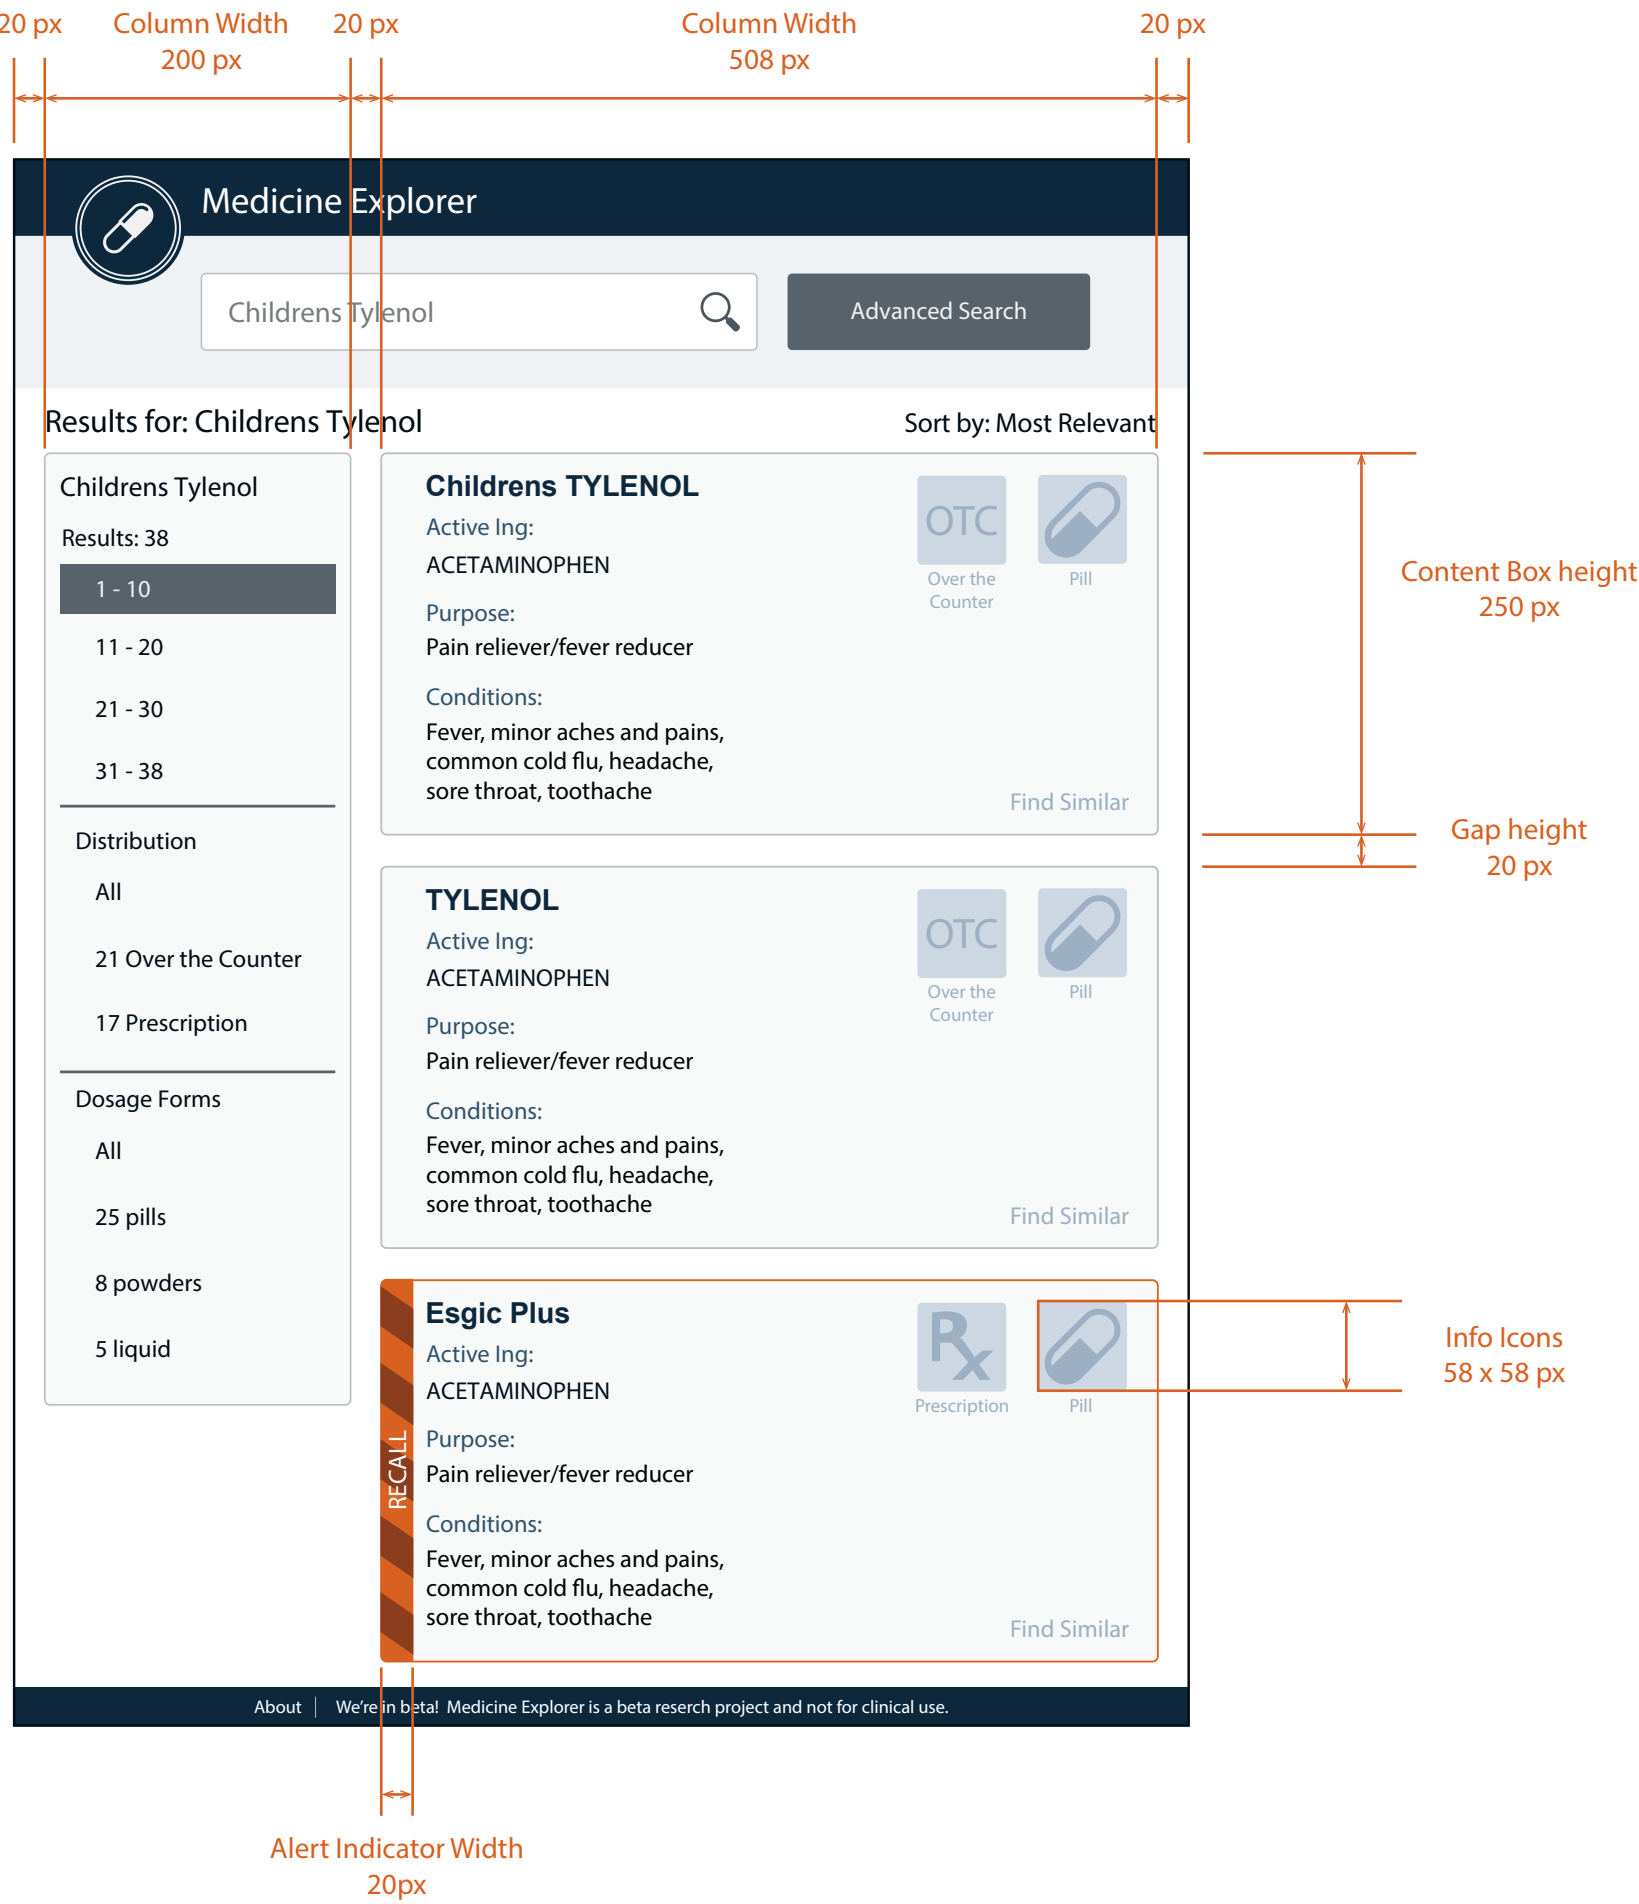 20 px
Column Width
200 px
20 px
Column Width
508 px
20 px
Medicine Explorer
Childrens Tylenol
Advanced Search
Results for: Childrens Tylenol
Sort by: Most Relevant
Childrens Tylenol
Results: 38
1 - 10
11 - 20
21 - 30
31 - 38
Distribution
All
21 Over the Counter
17 Prescription
Dosage Forms
All
25 pills
8 powders
5 liquid
Childrens TYLENOL
Active Ing:
ACETAMINOPHEN
Purpose:
Pain reliever/fever reducer
Conditions:
Fever, minor aches and pains,
common cold flu, headache,
sore throat, toothache
OTC
Over the
Counter
Pill
Find Similar
TYLENOL
Active Ing:
ACETAMINOPHEN
Purpose:
Pain reliever/fever reducer
Conditions:
Fever, minor aches and pains,
common cold flu, headache,
sore throat, toothache
OTC
Over the
Counter
Pill
Find Similar
RECALL
Esgic Plus
Active Ing:
ACETAMINOPHEN
Purpose:
Pain reliever/fever reducer
Conditions:
Fever, minor aches and pains,
common cold flu, headache,
sore throat, toothache
Rx
Prescription
Pill
Find Similar
Content Box height
250 px
Gap height
20 px
Info Icons
58 x 58 px
About | We're in beta! Medicine Explorer is a beta reserch project and not for clinical use.
Alert Indicator Width
20px